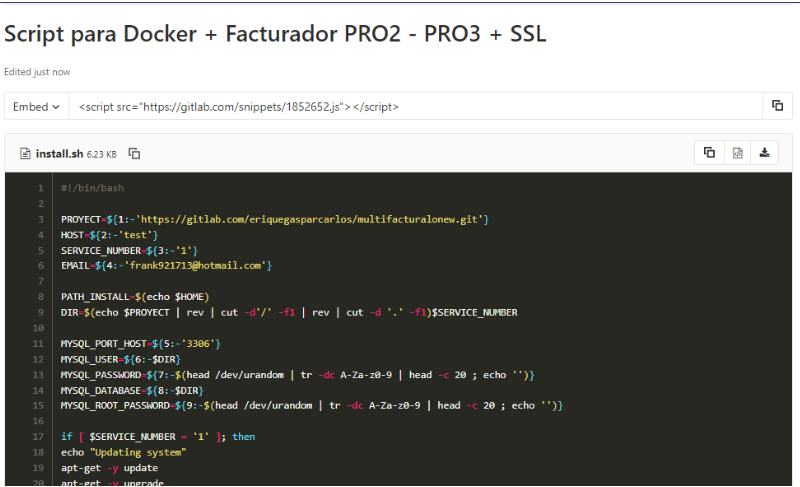 Script para Docker + Facturador PRO2 - PRO3 + SSL
Edited just now
Embed <script src="https://gitlab.com/snippets/1852652.js"></script>
install.sh 6.23 KB
1 #!/bin/bash
2
3 PROYECT=${1:-'https://gitlab.com/eriquegasparcarlos/multifacturalonew.git'}
4 HOST=${2:-'test'}
5 SERVICE_NUMBER=${3:-'1'}
6 EMAIL=${4:-'frank921713@hotmail.com'}
7
8 PATH_INSTALL=$(echo $HOME)
9 DIR=$(echo $PROYECT | rev | cut -d'/' -f1 | rev | cut -d '.' -f1)$SERVICE_NUMBER
10
11 MYSQL_PORT_HOST=${5:-'3306'}
12 MYSQL_USER=${6:-$DIR}
13 MYSQL_PASSWORD=${7:-$(head /dev/urandom | tr -dc A-Za-z0-9 | head -c 20 ; echo '')}
14 MYSQL_DATABASE=${8:-$DIR}
15 MYSQL_ROOT_PASSWORD=${9:-$(head /dev/urandom | tr -dc A-Za-z0-9 | head -c 20 ; echo '')}
16
17 if [ $SERVICE_NUMBER = '1' ]; then
18 echo "Updating system"
19 apt-get -y update
20 apt-get -y upgrade